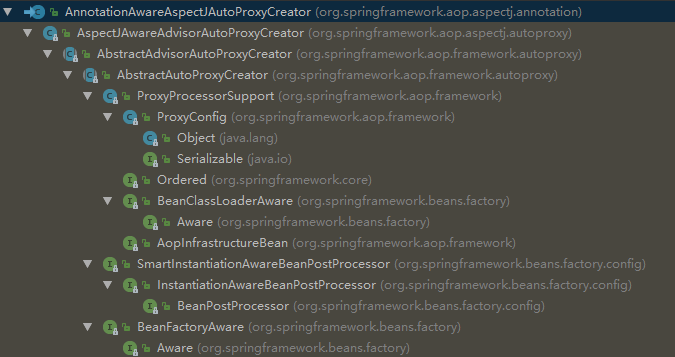 AnnotationAwareAspectJAutoProxyCreator (org.springframework.aop.aspectj.annotation)
AspectJAwareAdvisorAutoProxyCreator (org.springframework.aop.aspectj.autoproxy)
AbstractAdvisorAutoProxyCreator (org.springframework.aop.framework.autoproxy)
AbstractAutoProxyCreator (org.springframework.aop.framework.autoproxy)
ProxyProcessorSupport (org.springframework.aop.framework)
ProxyConfig (org.springframework.aop.framework)
Object (java.lang)
Serializable (java.io)
Ordered (org.springframework.core)
BeanClassLoaderAware (org.springframework.beans.factory)
Aware (org.springframework.beans.factory)
AopInfrastructureBean (org.springframework.aop.framework)
SmartInstantiationAwareBeanPostProcessor (org.springframework.beans.factory.config)
InstantiationAwareBeanPostProcessor (org.springframework.beans.factory.config)
BeanPostProcessor (org.springframework.beans.factory.config)
BeanFactoryAware (org.springframework.beans.factory)
Aware (org.springframework.beans.factory)